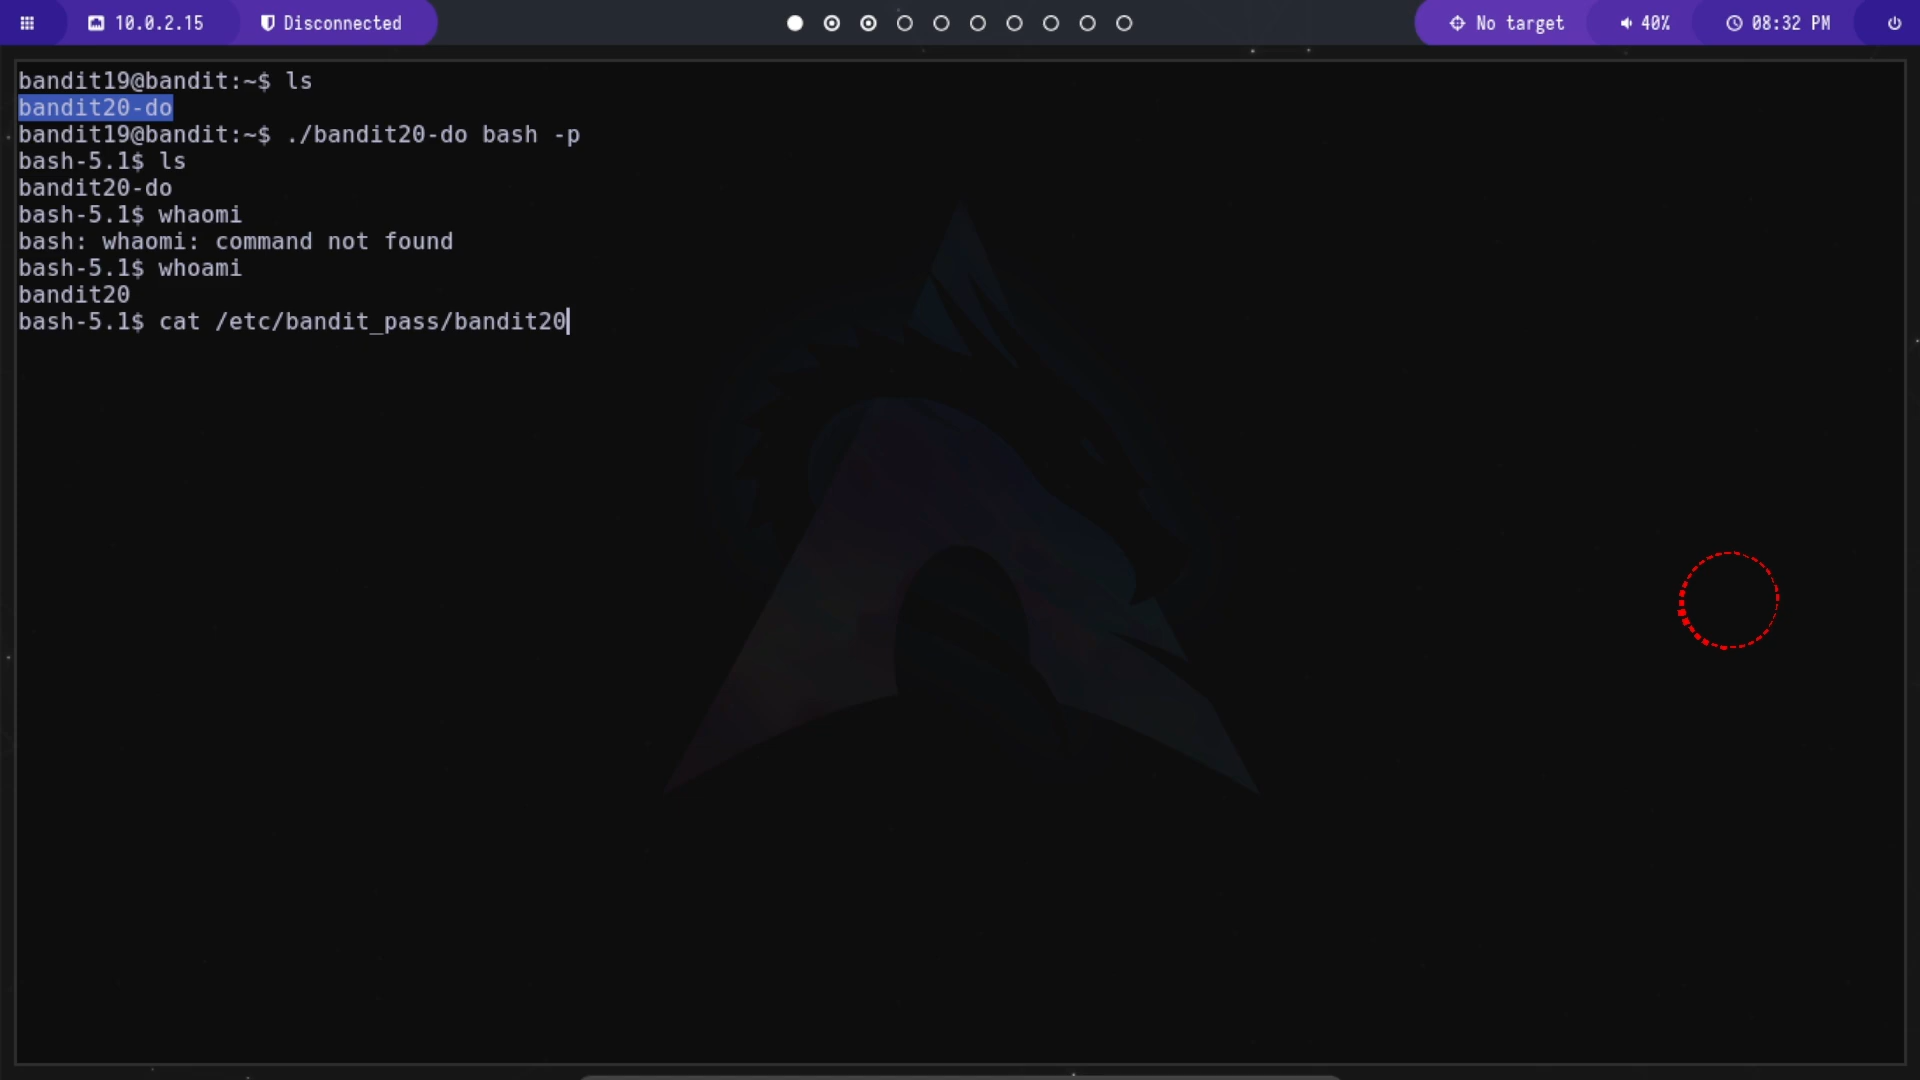 10.0.2.15 Disconnected No target 40% 08:32 PM
bandit19@bandit:~$ ls
bandit20-do
bandit19@bandit:~$ ./bandit20-do bash -p
bash-5.1$ ls
bandit20-do
bash-5.1$ whaomi
bash: whaomi: command not found
bash-5.1$ whoami
bandit20
bash-5.1$ cat /etc/bandit_pass/bandit20